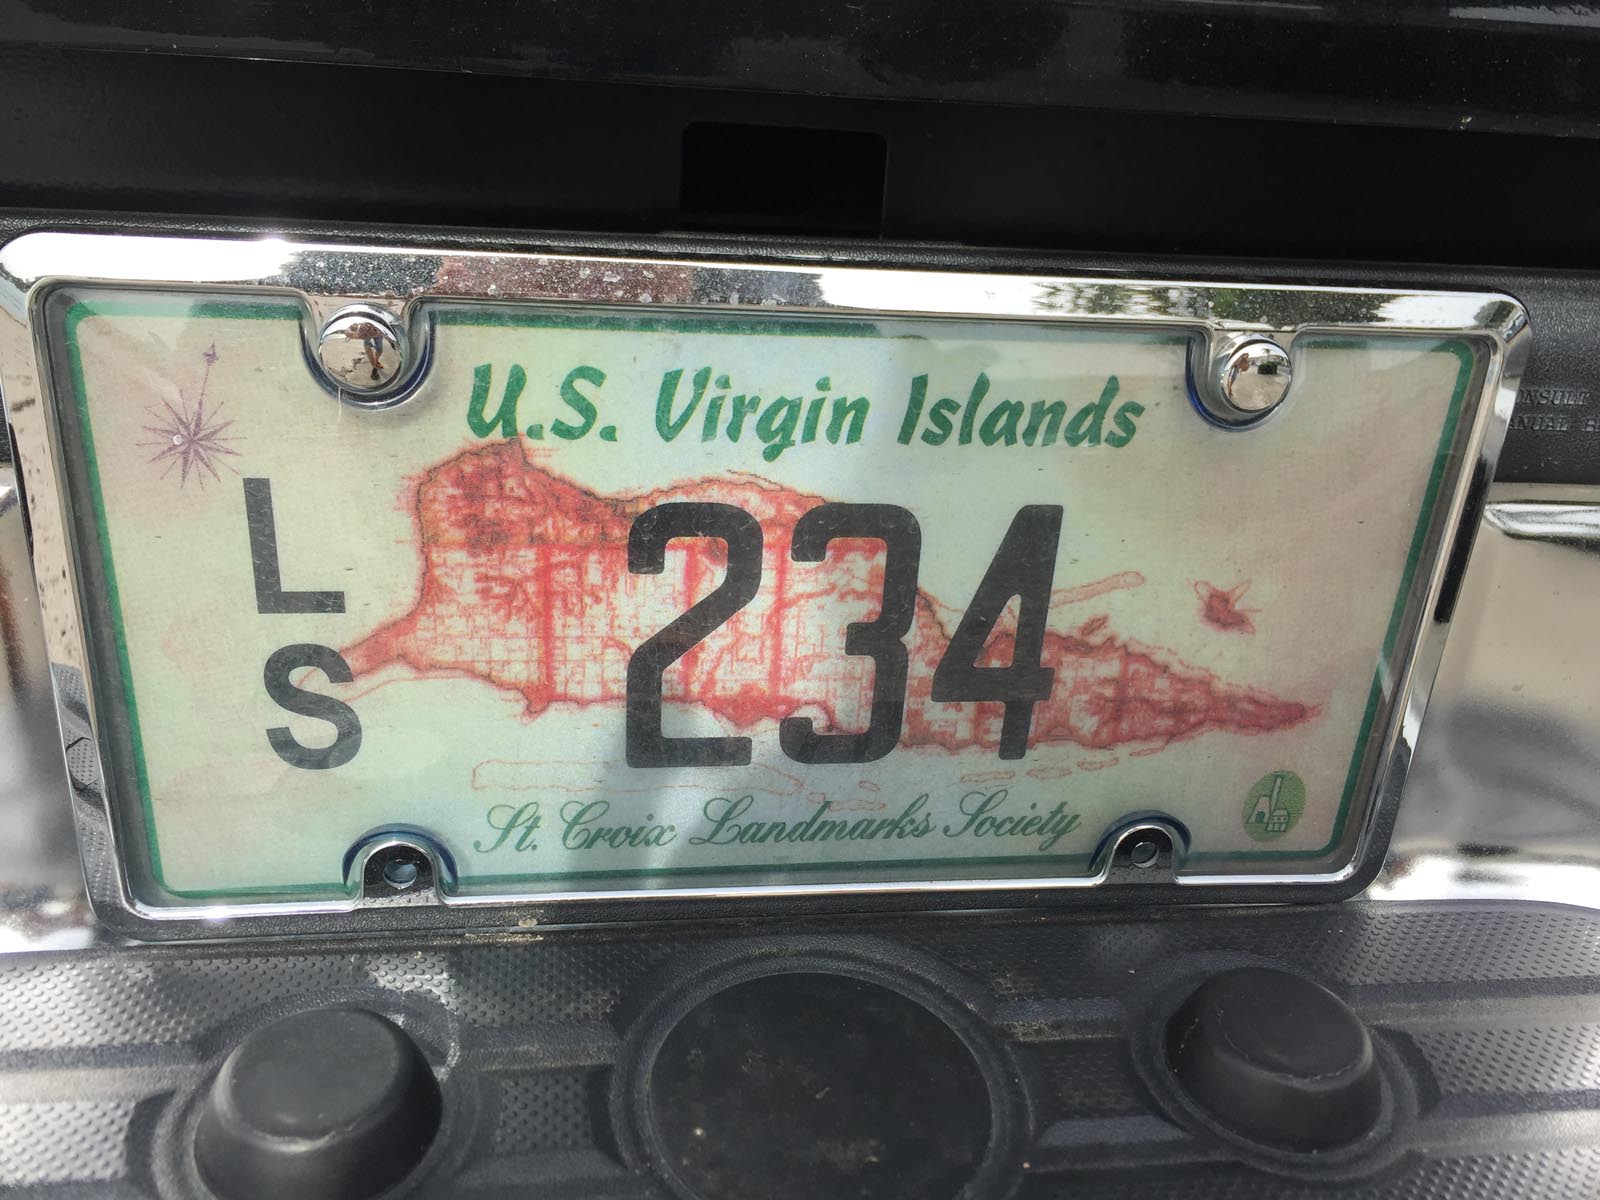 U.S. Virgin Islands
L
S
234
St. Croix Landmarks Society